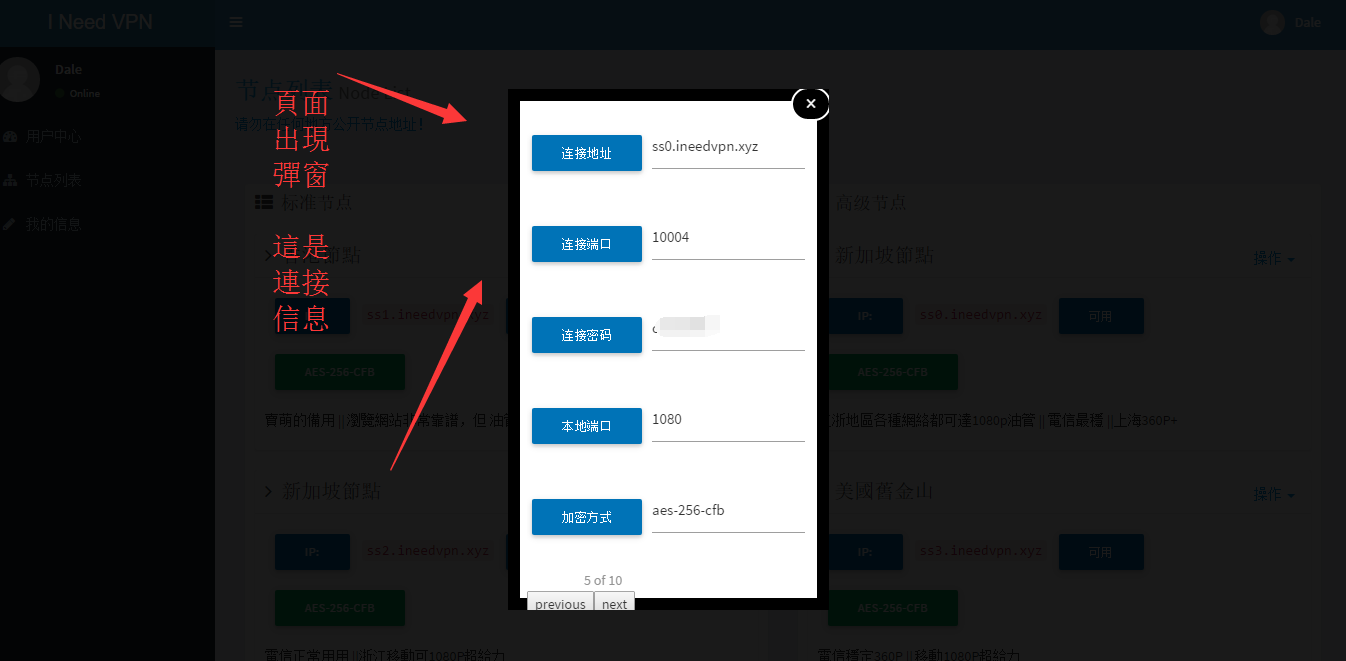 I Need VPN
Dale
Dale
Online
用户中心
节点列表
我的信息
节点列表 Node List
请勿在任何地方公开节点地址!
頁面
出現
彈窗
這是
連接
信息
标准节点
高级节点
新加坡節點
操作
ss1.ineedvpn.xyz
IP:
ss0.ineedvpn.xyz
可用
AES-256-CFB
AES-256-CFB
賣萌的備用 || 瀏覽網站非常靠譜，但 油管
浙地區各種網絡都可達1080p油管 || 電信最穩 || 上海360P+
新加坡節點
美國舊金山
操作
IP:
ss2.ineedvpn.xyz
IP:
ss3.ineedvpn.xyz
可用
AES-256-CFB
AES-256-CFB
電信正常用用 || 浙江移動可1080P超給力
電信穩定360P || 移動1080P超給力
连接地址
ss0.ineedvpn.xyz
连接端口
10004
连接密码
本地端口
1080
加密方式
aes-256-cfb
5 of 10
previous
next